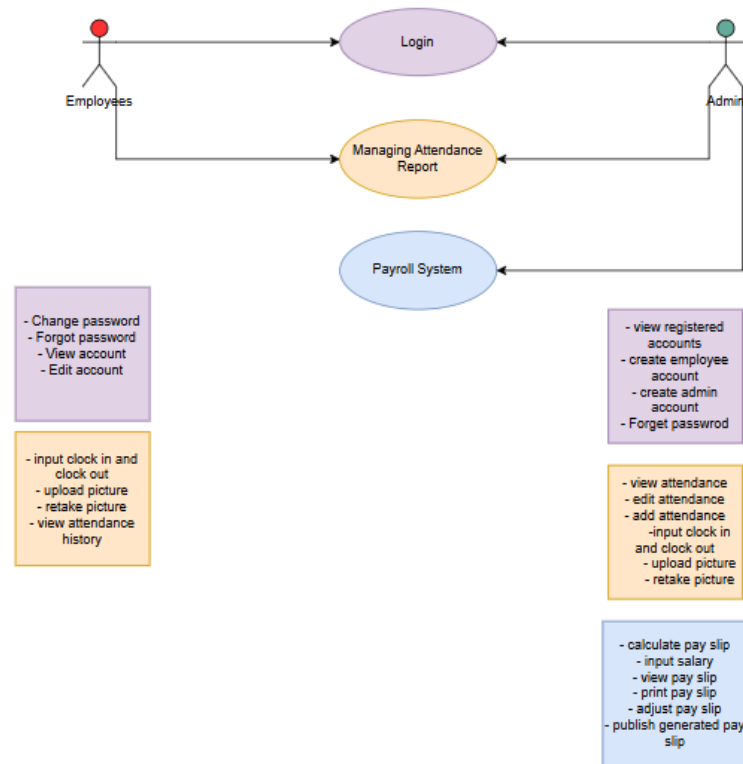 Login
Employees
Admin
Managing Attendance
Report
Payroll System
- Change password
- Forgot password
- View account
- Edit account
- input clock in and
clock out
- upload picture
- retake picture
- view attendance
history
- view registered
accounts
- create employee
account
- create admin
account
- Forget passwrod
- view attendance
- edit attendance
- add attendance
-input clock in
and clock out
- upload picture
- retake picture
- calculate pay slip
- input salary
- view pay slip
- print pay slip
- adjust pay slip
- publish generated pay
slip